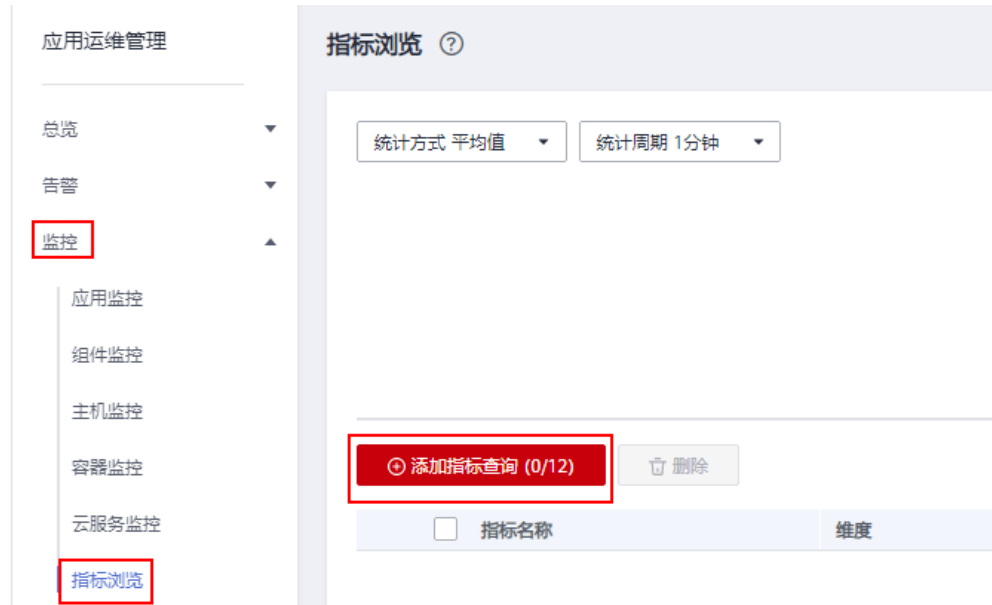 应用运维管理
总览
告警
监控
应用监控
组件监控
主机监控
容器监控
云服务监控
指标浏览
指标浏览 ?
统计方式 平均值 统计周期 1分钟
添加指标查询 (0/12) 删除
指标名称 维度